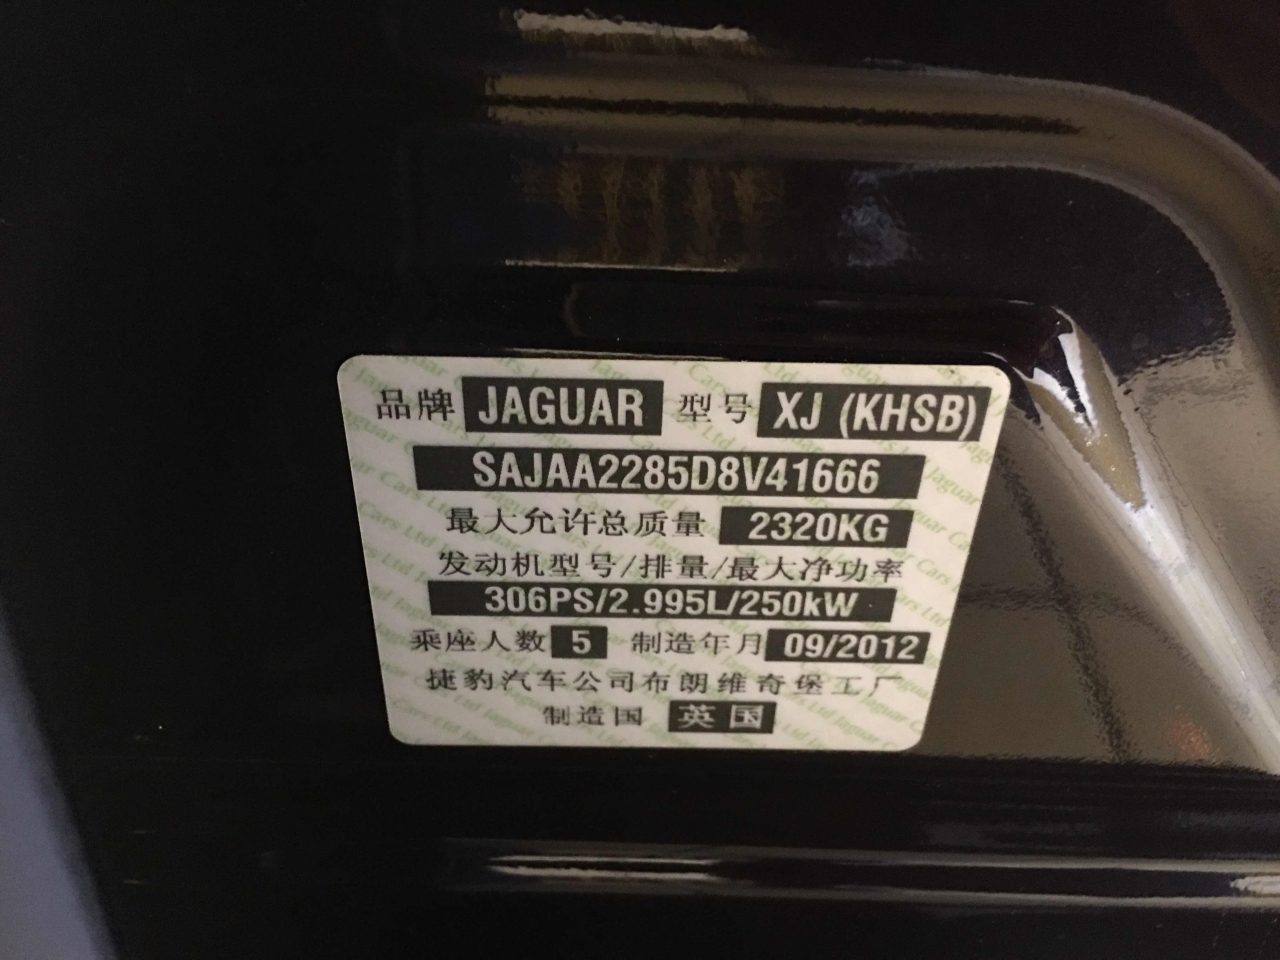 品牌 JAGUAR 型号 XJ (KHSB)
SAJAA2285D8V41666
最大允许总质量 2320KG
发动机型号/排量/最大净功率
306PS/2.995L/250kW
乘座人数 5 制造年月 09/2012
捷豹汽车公司布朗维奇堡工厂
制造国 英国